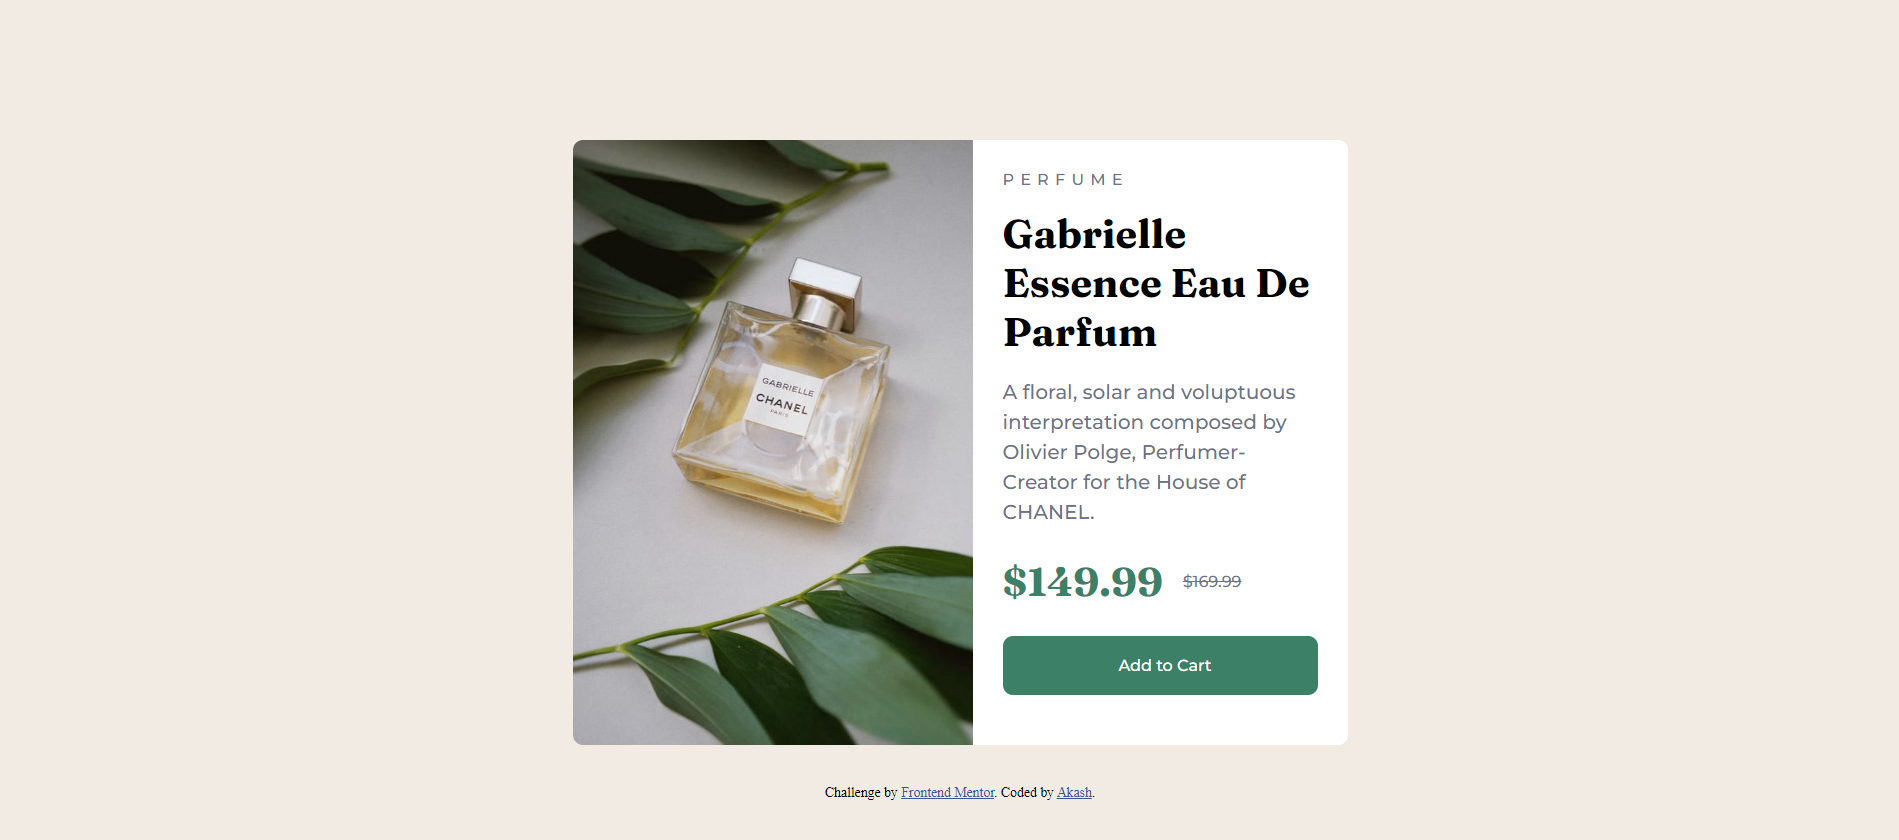 GABRIELLE
CHANEL
PARIS
PERFUME
Gabrielle
Essence Eau De
Parfum
A floral, solar and voluptuous
interpretation composed by
Olivier Polge, Perfumer-
Creator for the House of
CHANEL.
$149.99 $169.99
Add to Cart
Challenge by Frontend Mentor. Coded by Akash.